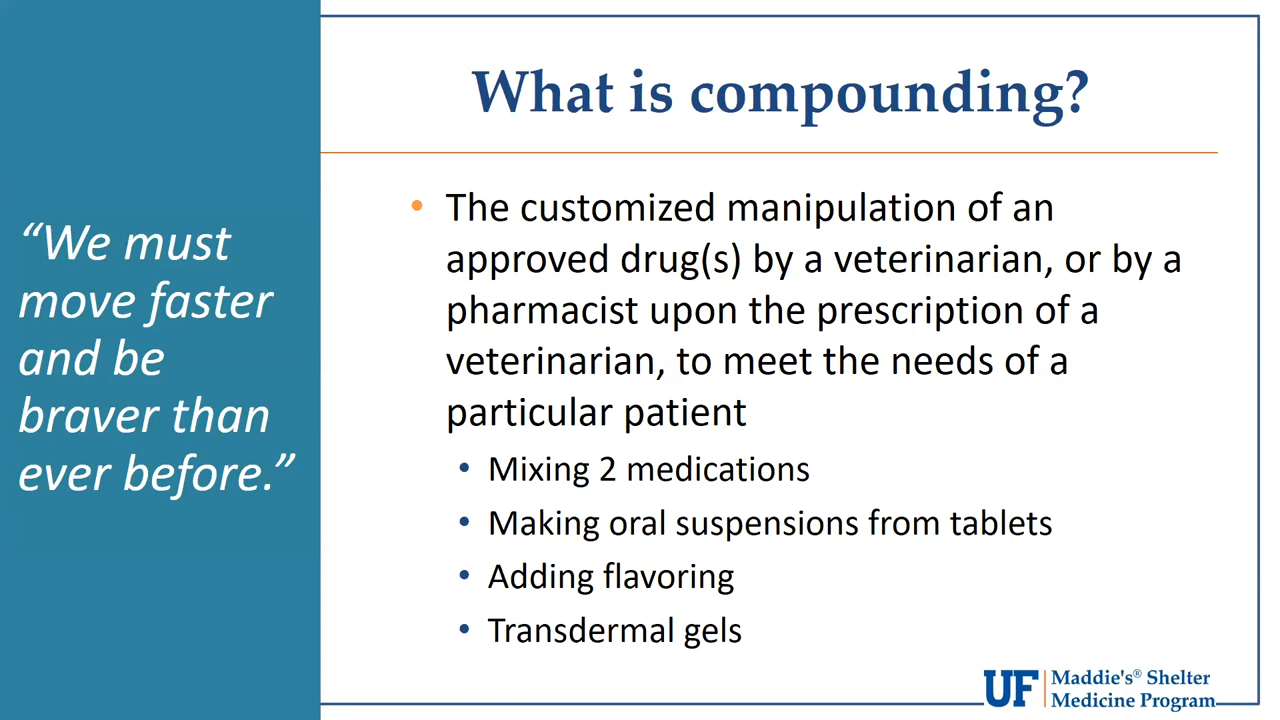 “We must
move faster
and be
braver than
ever before.”
What is compounding?
• The customized manipulation of an
approved drug(s) by a veterinarian, or by a
pharmacist upon the prescription of a
veterinarian, to meet the needs of a
particular patient
• Mixing 2 medications
• Making oral suspensions from tablets
• Adding flavoring
• Transdermal gels
UF
Maddie's® Shelter
Medicine Program